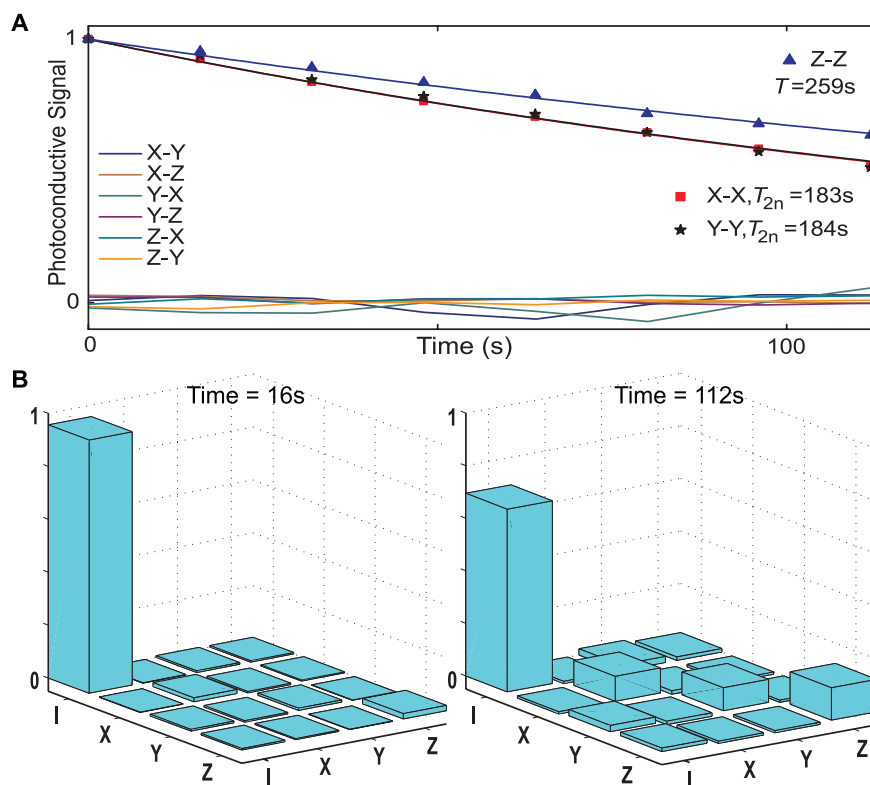 A
1
Photoconductive Signal
Z-Z
T=259s
X-Y
X-Z
Y-X
Y-Z
Z-X
Z-Y
X-X,T2n=183s
Y-Y,T2n=184s
0
0
Time (s)
100
B
Time = 16s
Time = 112s
1
1
0
0
I
X
Y
Z
I
X
Y
Z
I
X
Y
Z
I
X
Y
Z